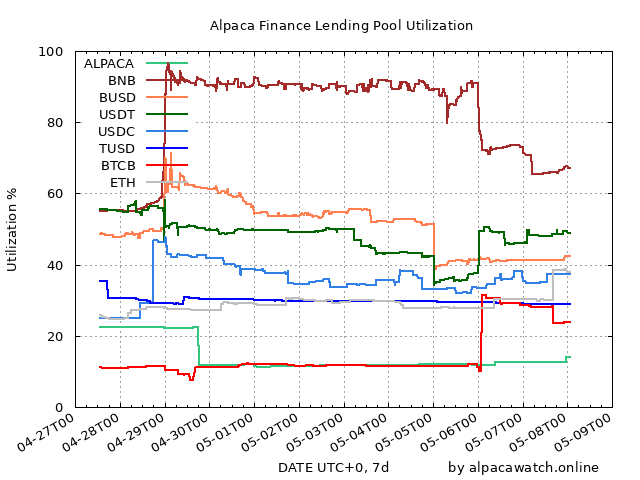 Alpaca Finance Lending Pool Utilization
100
80
60
40
20
0
Utilization %
ALPACA
BNB
BUSD
USDT
USDC
TUSD
BTCB
ETH
04-27T00
04-28T00
04-29T00
04-30T00
05-01T00
05-02T00
05-03T00
05-04T00
05-05T00
05-06T00
05-07T00
05-08T00
05-09T00
DATE UTC+0, 7d
by alpacawatch.online